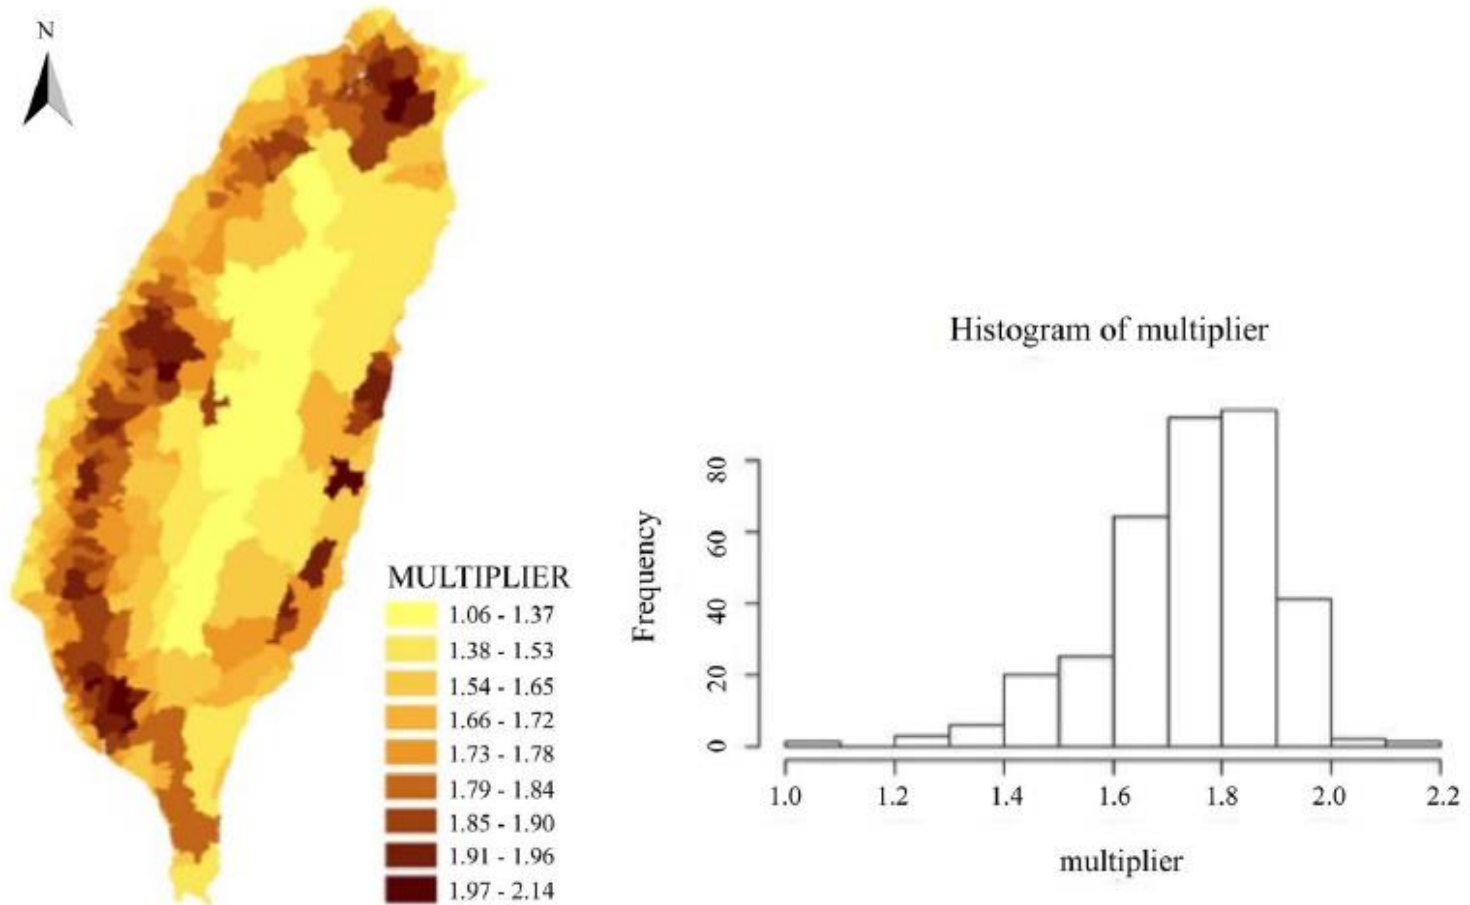 N
MULTIPLIER
1.06 - 1.37
1.38 - 1.53
1.54 - 1.65
1.66 - 1.72
1.73 - 1.78
1.79 - 1.84
1.85 - 1.90
1.91 - 1.96
1.97 - 2.14
Histogram of multiplier
Frequency
80
60
40
20
0
1.0 1.2 1.4 1.6 1.8 2.0 2.2
multiplier